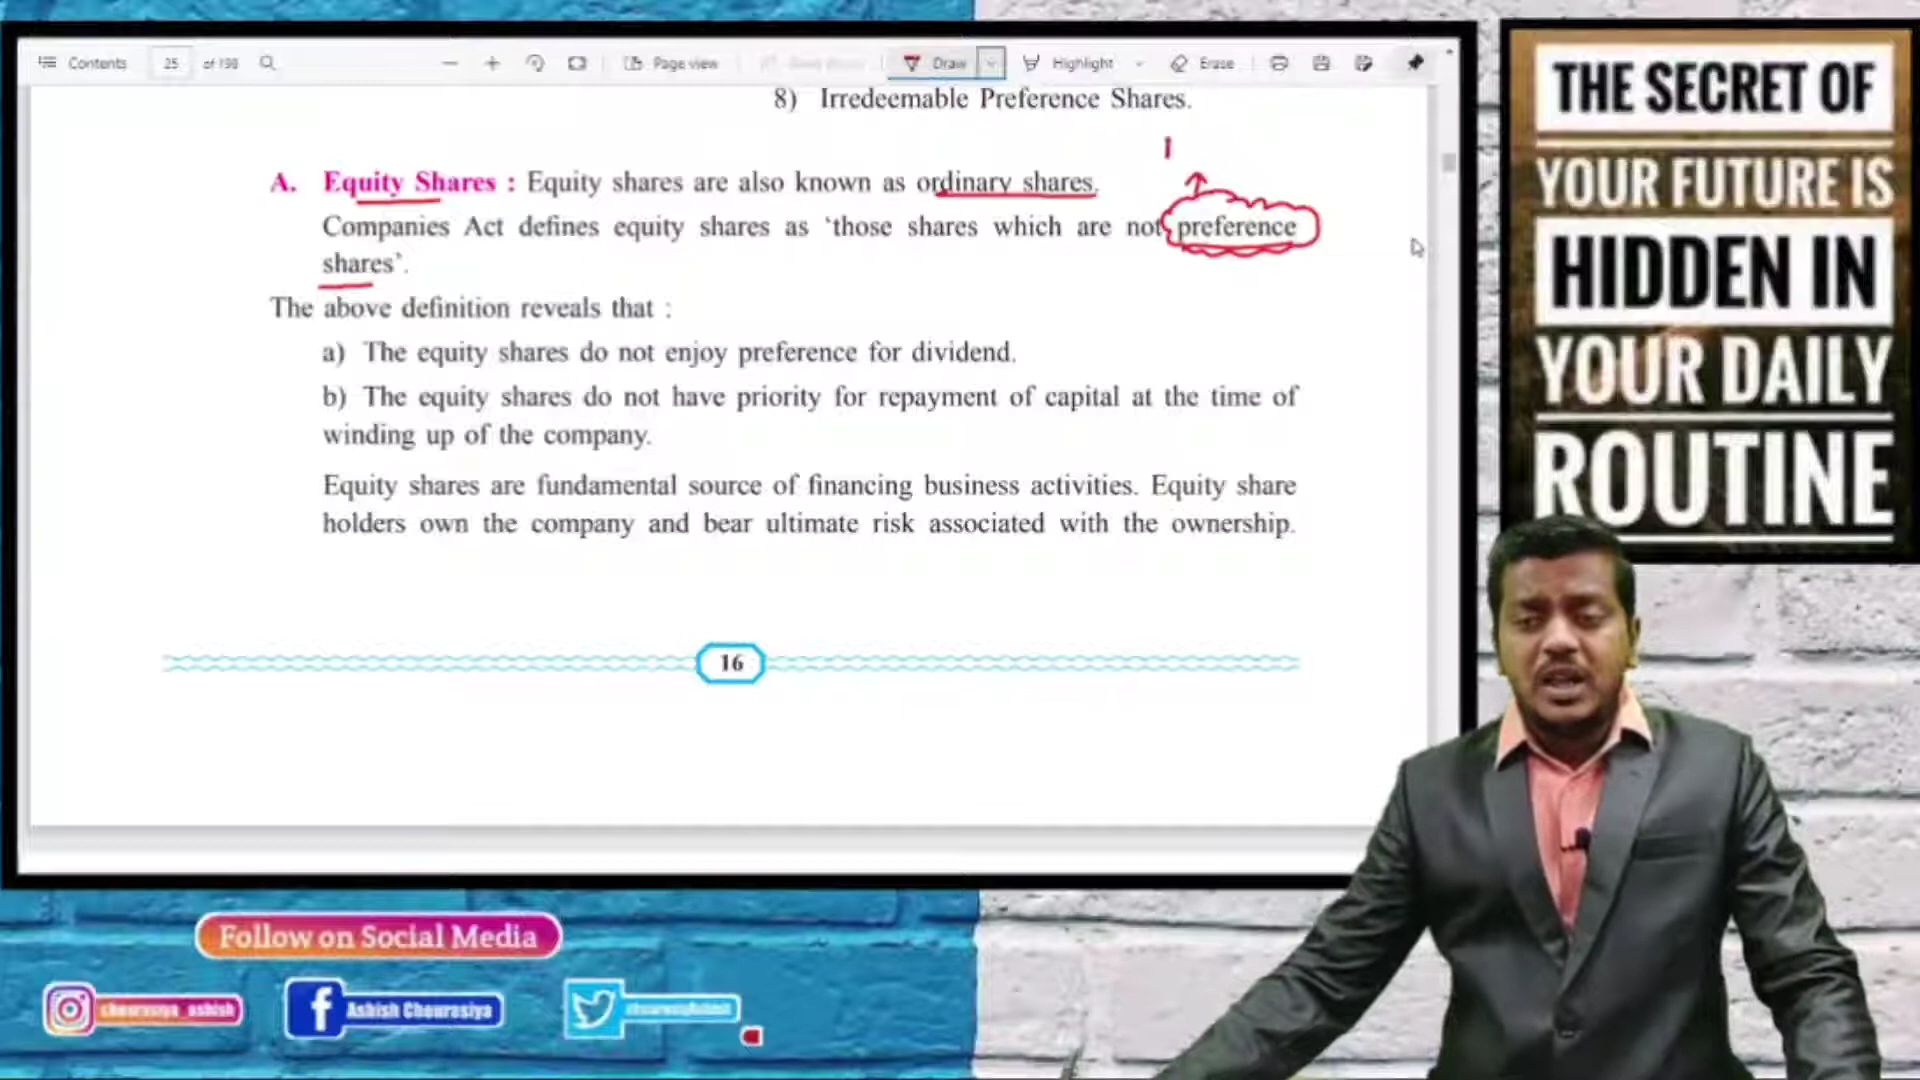 Contents 25 of 198 Page view Draw Highlight Erase
8) Irredeemable Preference Shares.
A. Equity Shares : Equity shares are also known as ordinary shares.
Companies Act defines equity shares as ‘those shares which are not preference
shares’.
The above definition reveals that :
a) The equity shares do not enjoy preference for dividend.
b) The equity shares do not have priority for repayment of capital at the time of
winding up of the company.
Equity shares are fundamental source of financing business activities. Equity share
holders own the company and bear ultimate risk associated with the ownership.
16
THE SECRET OF
YOUR FUTURE IS
HIDDEN IN
YOUR DAILY
ROUTINE
Follow on Social Media
chourasiya_ashish
Ashish Chourasiya